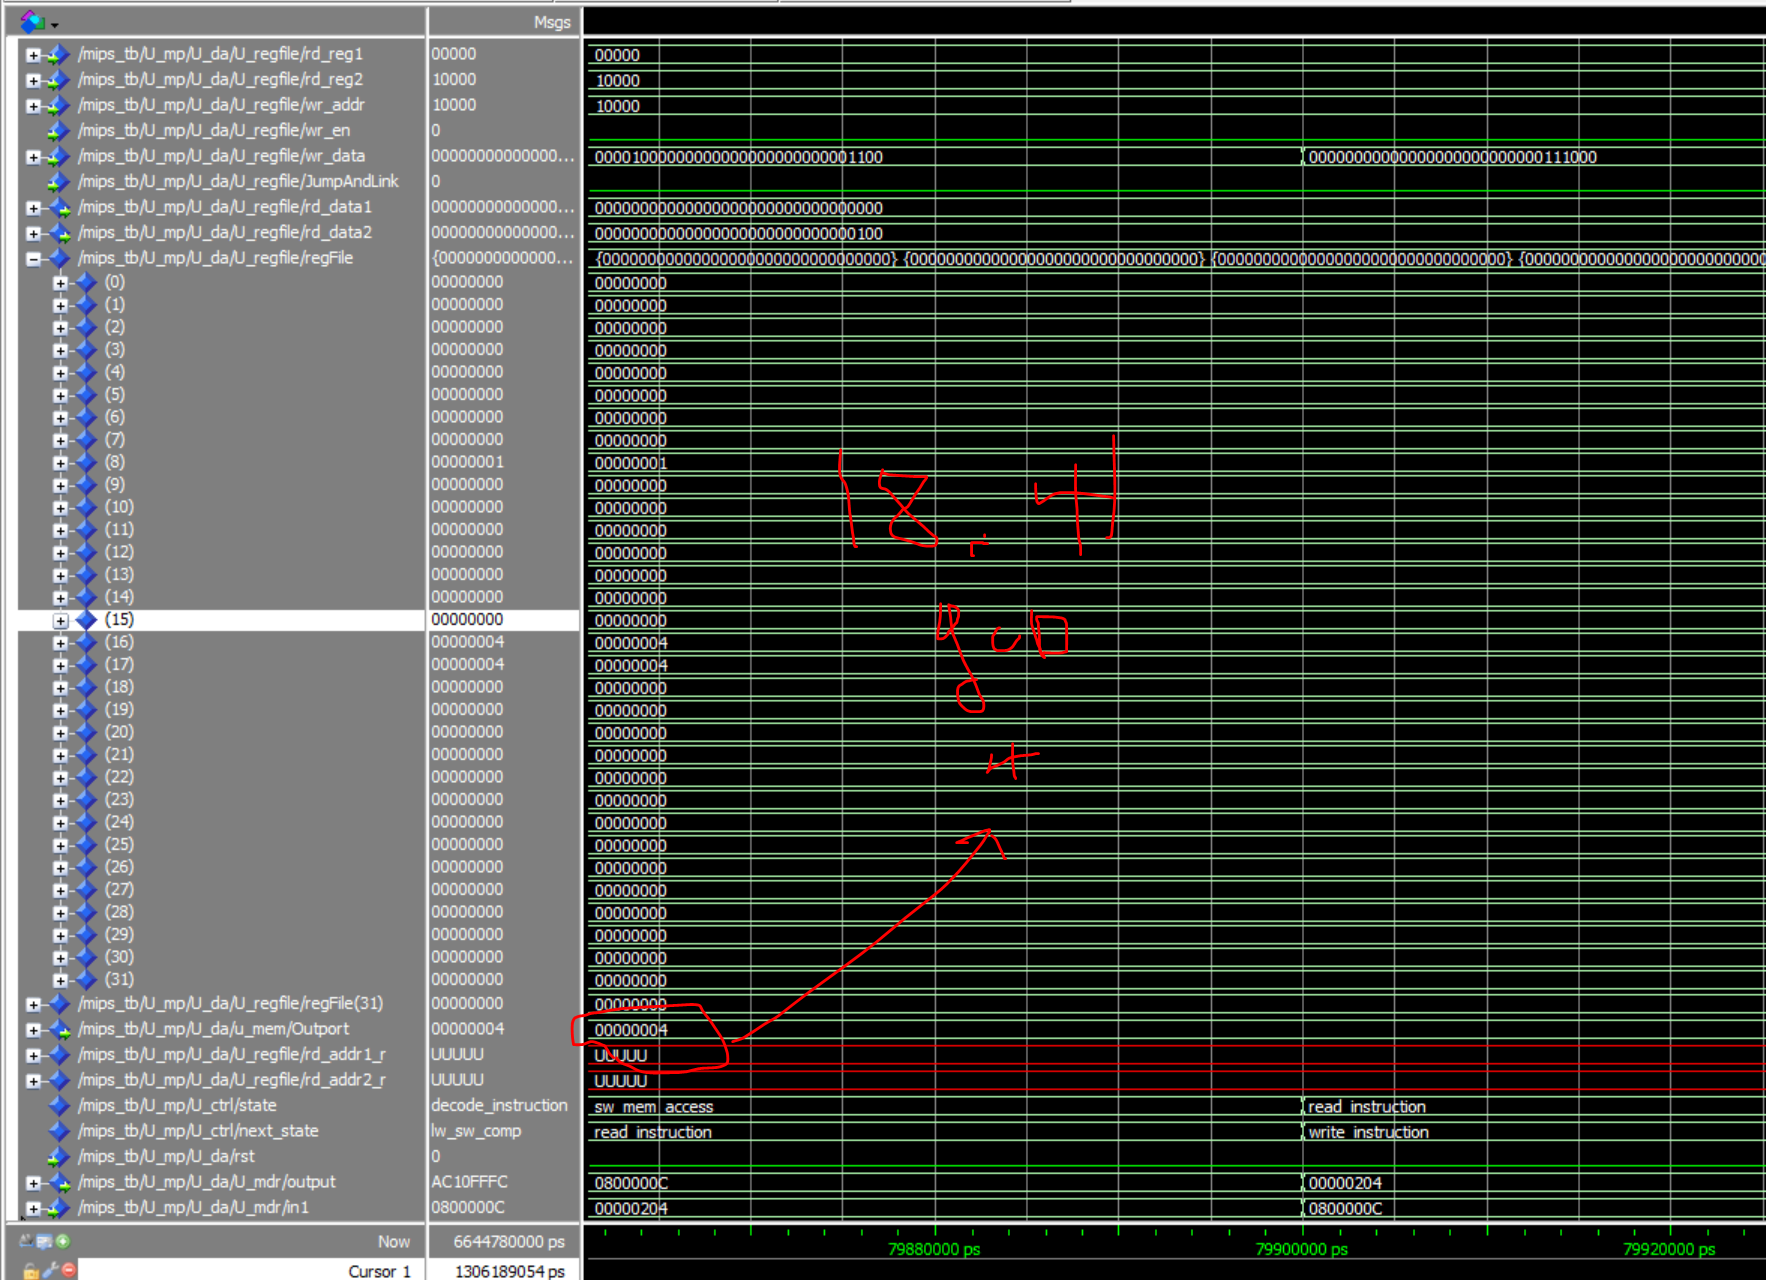 Msgs
/mips_tb/U_mp/U_da/U_regfile/rd_reg1 00000 00000
/mips_tb/U_mp/U_da/U_regfile/rd_reg2 10000 10000
/mips_tb/U_mp/U_da/U_regfile/wr_addr 10000 10000
/mips_tb/U_mp/U_da/U_regfile/wr_en 0
/mips_tb/U_mp/U_da/U_regfile/wr_data 00000000000000... 00001000000000000000000000001100 00000000000000000000000000111000
/mips_tb/U_mp/U_da/U_regfile/JumpAndLink 0
/mips_tb/U_mp/U_da/U_regfile/rd_data1 00000000000000... 00000000000000000000000000000000
/mips_tb/U_mp/U_da/U_regfile/rd_data2 00000000000000... 00000000000000000000000000000100
/mips_tb/U_mp/U_da/U_regfile/regFile {0000000000000... {00000000000000000000000000000000} {00000000000000000000000000000000} {00000000000000000000000000000000} {000000000000000000000000000
(0) 00000000 00000000
(1) 00000000 00000000
(2) 00000000 00000000
(3) 00000000 00000000
(4) 00000000 00000000
(5) 00000000 00000000
(6) 00000000 00000000
(7) 00000000 00000000
(8) 00000001 00000001
(9) 00000000 00000000
(10) 00000000 00000000
(11) 00000000 00000000
(12) 00000000 00000000
(13) 00000000 00000000
(14) 00000000 00000000
(15) 00000000 00000000
(16) 00000004 00000004
(17) 00000004 00000004
(18) 00000000 00000000
(19) 00000000 00000000
(20) 00000000 00000000
(21) 00000000 00000000
(22) 00000000 00000000
(23) 00000000 00000000
(24) 00000000 00000000
(25) 00000000 00000000
(26) 00000000 00000000
(27) 00000000 00000000
(28) 00000000 00000000
(29) 00000000 00000000
(30) 00000000 00000000
(31) 00000000 00000000
/mips_tb/U_mp/U_da/U_regfile/regFile(31) 00000000 00000000
/mips_tb/U_mp/U_da/u_mem/Outport 00000004 00000004
/mips_tb/U_mp/U_da/U_regfile/rd_addr1_r UUUUU UUUUU
/mips_tb/U_mp/U_da/U_regfile/rd_addr2_r UUUUU UUUUU
/mips_tb/U_mp/U_ctrl/state decode_instruction sw_mem_access read_instruction
/mips_tb/U_mp/U_ctrl/next_state lw_sw_comp read_instruction write_instruction
/mips_tb/U_mp/U_da/rst 0
/mips_tb/U_mp/U_da/U_mdr/output AC10FFFC 0800000C 00000204
/mips_tb/U_mp/U_da/U_mdr/in1 0800000C 00000204 0800000C
Now 6644780000 ps 79880000 ps 79900000 ps 79920000 ps
Cursor 1 1306189054 ps
4